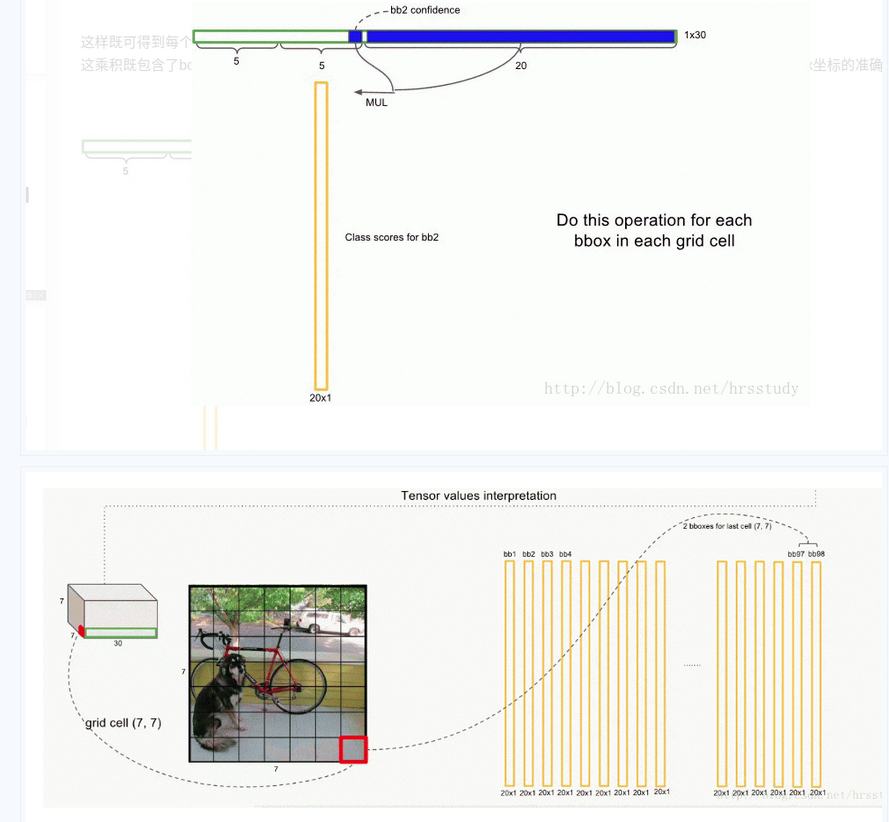 bb2 confidence
这样既可得到每个
1x30
这乘积既包含了bo
5
5
20
x坐标的准确
MUL
5
Class scores for bb2
Do this operation for each
bbox in each grid cell
http://blog.csdn.net/hrsstudy
20x1
Tensor values interpretation
2 bboxes for last cell (7, 7)
bb1 bb2 bb3 bb4
bb97 bb98
7
7
30
7
.......
grid cell (7, 7)
7
20x1 20x1 20x1 20x1 20x1 20x1 20x1 20x1 20x1
20x1 20x1 20x1 20x1 20x1 20x1